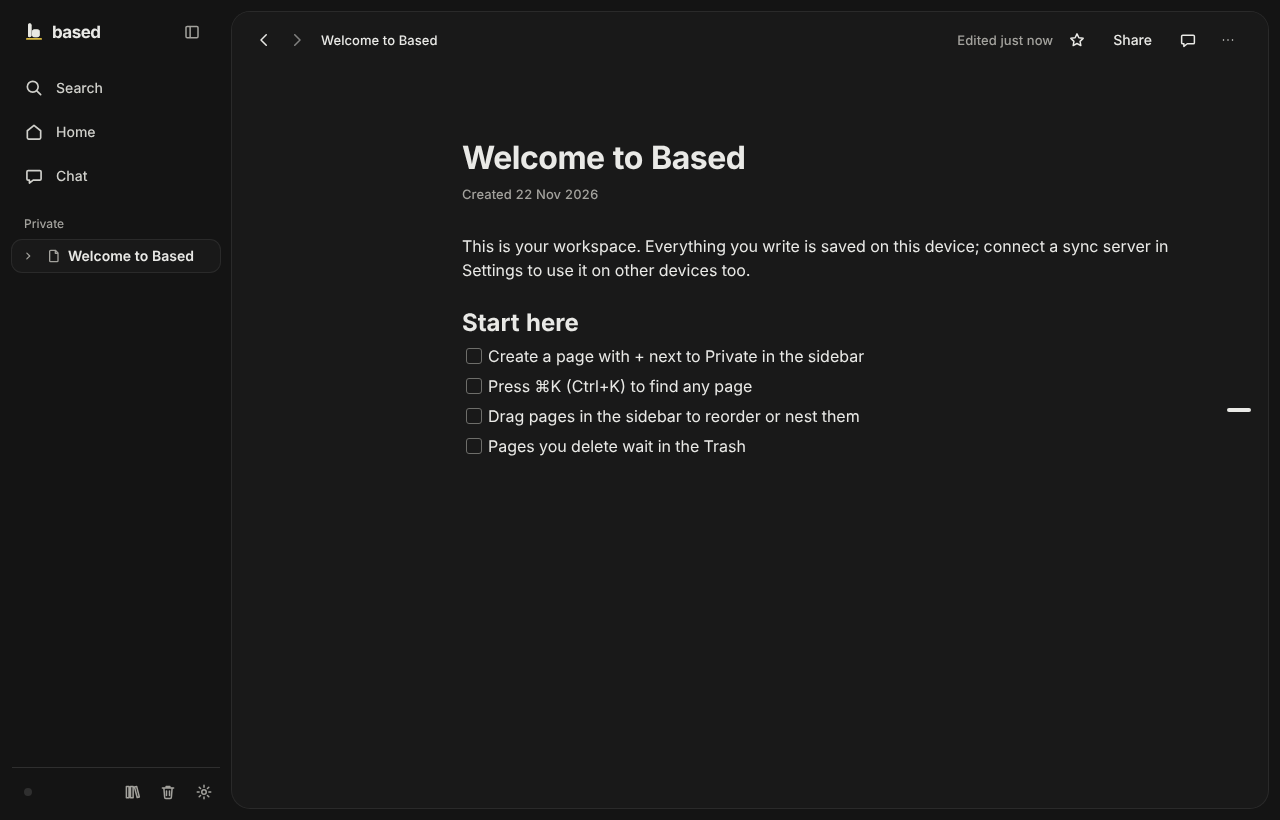 based
Search
Home
Chat
Private
Welcome to Based
Welcome to Based
Edited just now
Share
Welcome to Based
Created 22 Nov 2026
This is your workspace. Everything you write is saved on this device; connect a sync server in
Settings to use it on other devices too.
Start here
Create a page with + next to Private in the sidebar
Press ⌘K (Ctrl+K) to find any page
Drag pages in the sidebar to reorder or nest them
Pages you delete wait in the Trash